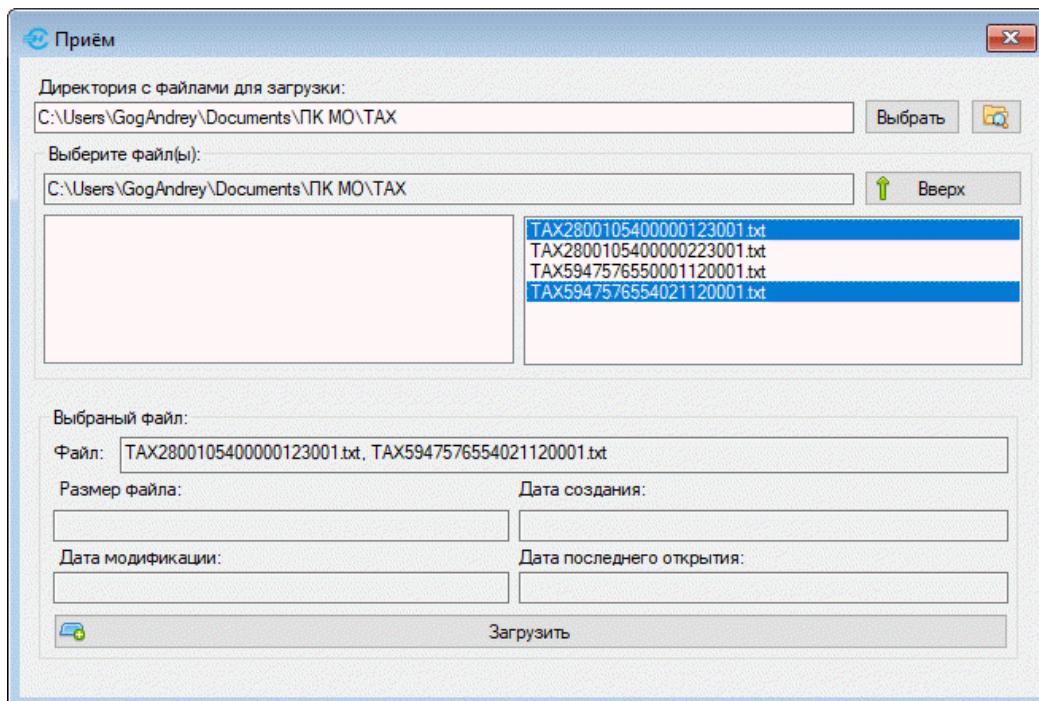 Приём
Директория с файлами для загрузки:
C:\Users\GogAndrey\Documents\ПК МО\TAX
Выбрать
Выберите файл(ы):
C:\Users\GogAndrey\Documents\ПК МО\TAX
Вверх
TAX2800105400000123001.txt
TAX2800105400000223001.txt
TAX5947576550001120001.txt
TAX5947576554021120001.txt
Выбраный файл:
Файл: TAX2800105400000123001.txt, TAX5947576554021120001.txt
Размер файла: Дата создания:
Дата модификации: Дата последнего открытия:
Загрузить